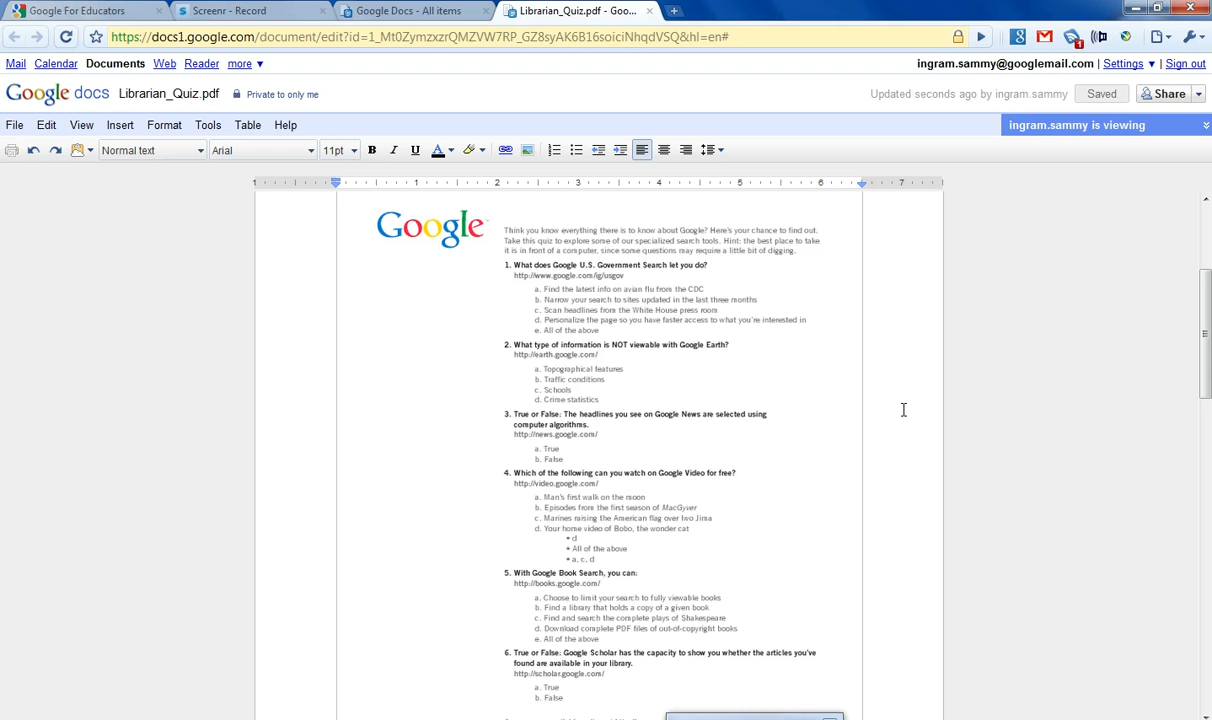 Google For Educators
Screenr - Record
Google Docs - All items
Librarian_Quiz.pdf - Goo...
https://docs1.google.com/document/edit?id=1_Mt0ZymzxzrQMZVW7RP_GZ8syAK6B16soiciNhqdVSQ&hl=en#
Mail Calendar Documents Web Reader more ▼
ingram.sammy@googlemail.com | Settings ▼ | Sign out
Google docs Librarian_Quiz.pdf Private to only me
Updated seconds ago by ingram.sammy Saved Share
File Edit View Insert Format Tools Table Help
ingram.sammy is viewing
Normal text Arial 11pt B I U A
1 1 2 3 4 5 6 7
Google
Think you know everything there is to know about Google? Here's your chance to find out.
Take this quiz to explore some of our specialized search tools. Hint: the best place to take
it is in front of a computer, since some questions may require a little bit of digging.
1. What does Google U.S. Government Search let you do?
http://www.google.com/ig/usgov
a. Find the latest info on avian flu from the CDC
b. Narrow your search to sites updated in the last three months
c. Scan headlines from the White House press room
d. Personalize the page so you have faster access to what you're interested in
e. All of the above
2. What type of information is NOT viewable with Google Earth?
http://earth.google.com/
a. Topographical features
b. Traffic conditions
c. Schools
d. Crime statistics
3. True or False: The headlines you see on Google News are selected using
computer algorithms.
http://news.google.com/
a. True
b. False
4. Which of the following can you watch on Google Video for free?
http://video.google.com/
a. Man's first walk on the moon
b. Episodes from the first season of MacGyver
c. Marines raising the American flag over Iwo Jima
d. Your home video of Bobo, the wonder cat
• d
• All of the above
• a, c, d
5. With Google Book Search, you can:
http://books.google.com/
a. Choose to limit your search to fully viewable books
b. Find a library that holds a copy of a given book
c. Find and search the complete plays of Shakespeare
d. Download complete PDF files of out-of-copyright books
e. All of the above
6. True or False: Google Scholar has the capacity to show you whether the articles you've
found are available in your library.
http://scholar.google.com/
a. True
b. False